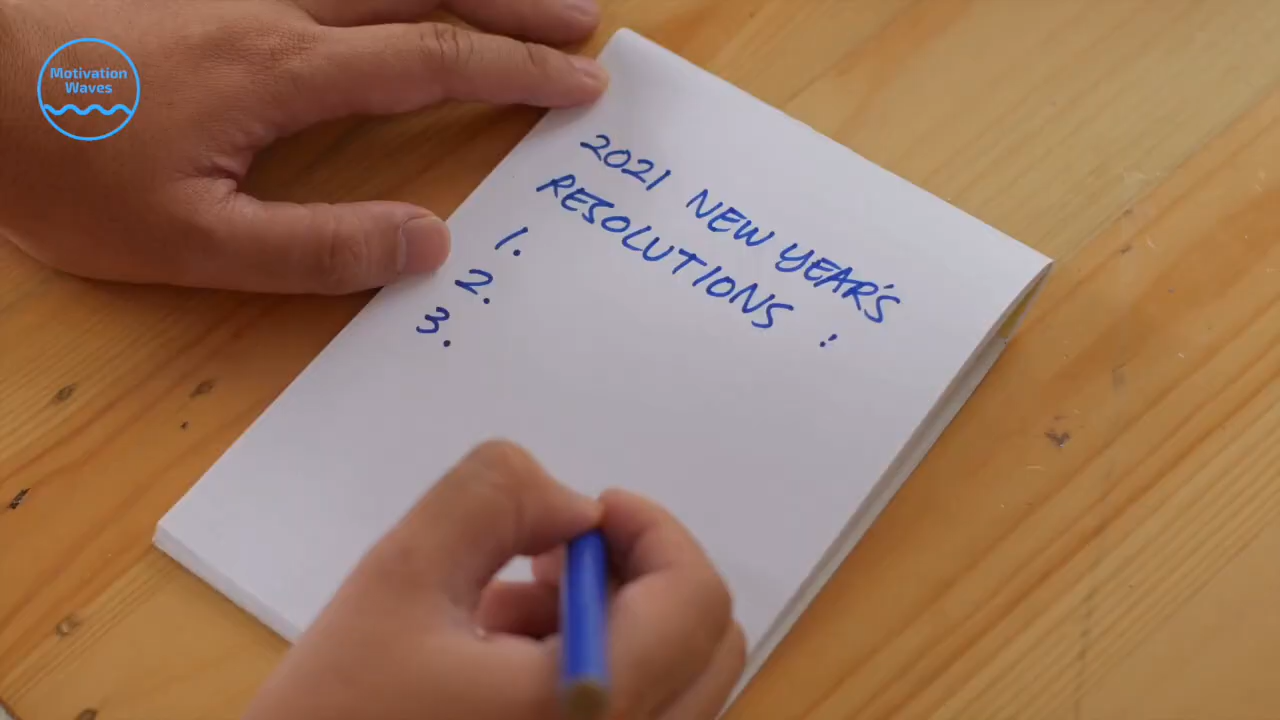 Motivation
Waves
2021 NEW YEAR'S
RESOLUTIONS :
1.
2.
3.